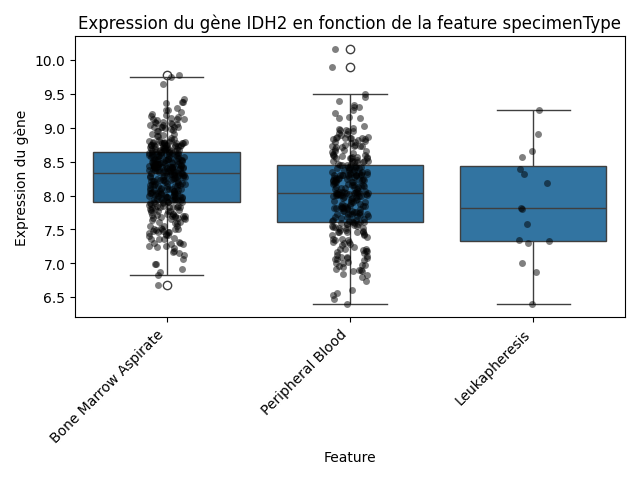 Expression du gène IDH2 en fonction de la feature specimenType
Expression du gène
10.0
9.5
9.0
8.5
8.0
7.5
7.0
6.5
Bone Marrow Aspirate
Peripheral Blood
Leukapheresis
Feature